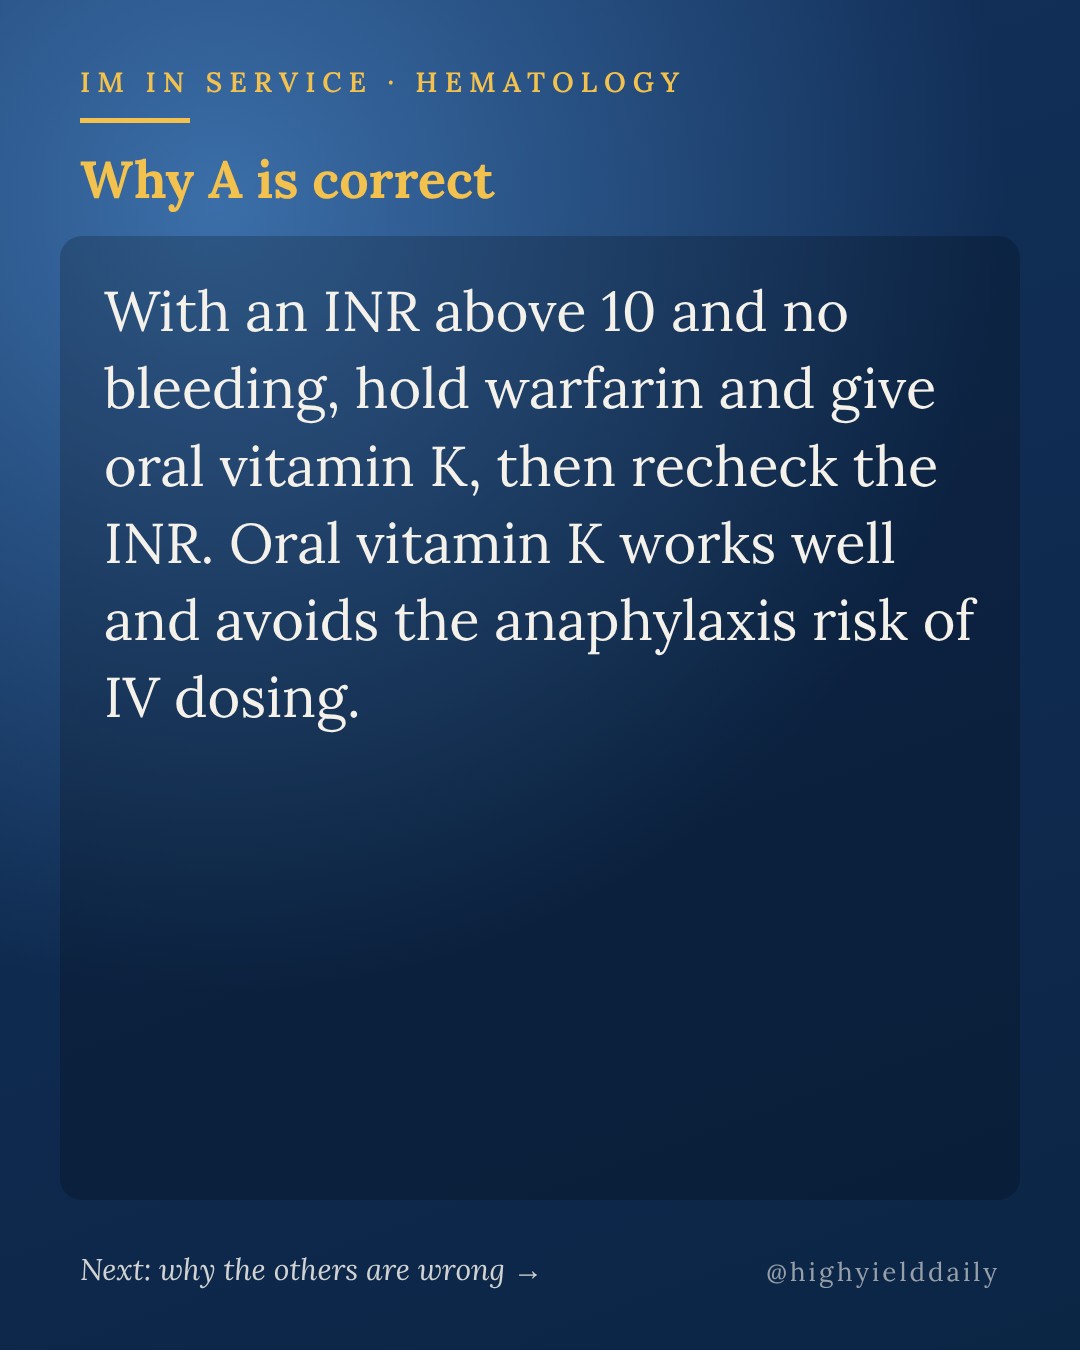 IM IN SERVICE · HEMATOLOGY
Why A is correct
With an INR above 10 and no
bleeding, hold warfarin and give
oral vitamin K, then recheck the
INR. Oral vitamin K works well
and avoids the anaphylaxis risk of
IV dosing.
Next: why the others are wrong →
@highyielddaily